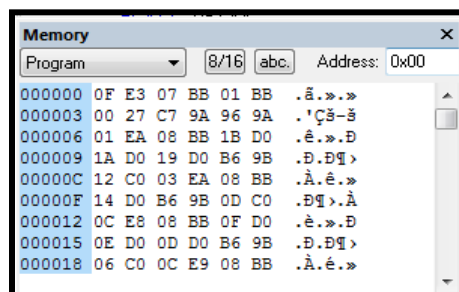 Memory
Program 8/16 abc. Address: 0x00
000000 0F E3 07 BB 01 BB .ã.».»
000003 00 27 C7 9A 96 9A .'Çš–š
000006 01 EA 08 BB 1B D0 .ê.».Ð
000009 1A D0 19 D0 B6 9B .Ð.Ð¶›
00000C 12 C0 03 EA 08 BB .À.ê.»
00000F 14 D0 B6 9B 0D C0 .Ð¶›.À
000012 0C E8 08 BB 0F D0 .è.».Ð
000015 0E D0 0D D0 B6 9B .Ð.Ð¶›
000018 06 C0 0C E9 08 BB .À.é.»